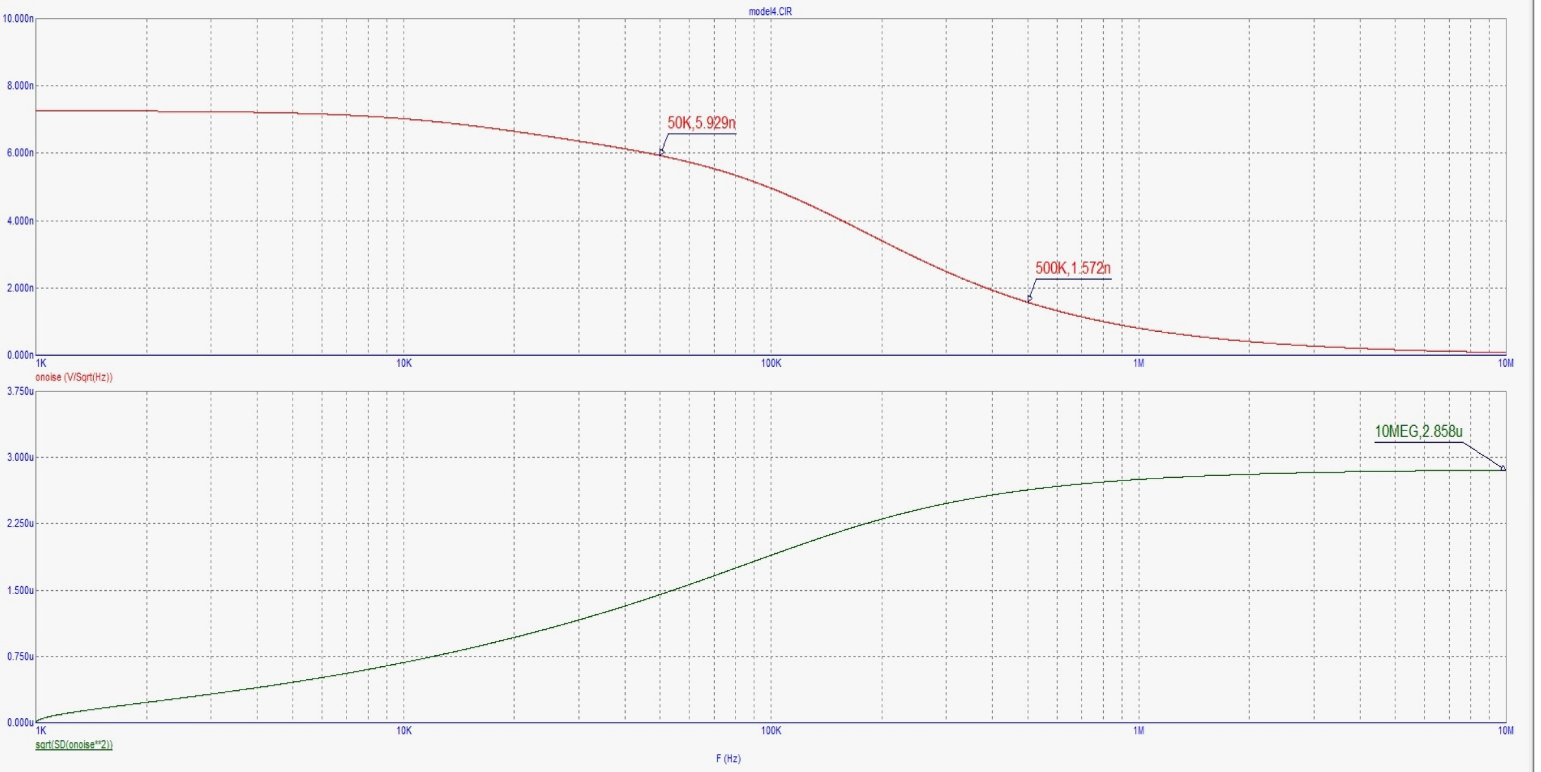 model4.CIR
10.000n
8.000n
6.000n
4.000n
2.000n
0.000n
50K,5.929n
500K,1.572n
1K 10K 100K 1M 10M
onoise (V/Sqrt(Hz))
3.750u
3.000u
2.250u
1.500u
0.750u
0.000u
10MEG,2.858u
1K 10K 100K 1M 10M
sqrt(SD(onoise**2))
F (Hz)